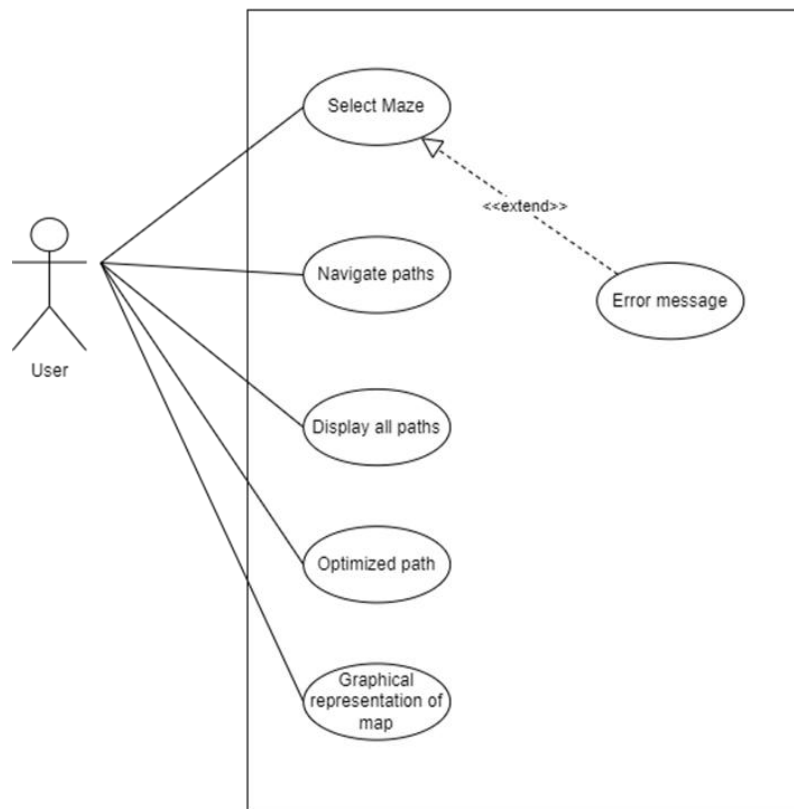 Select Maze
<<extend>>
Navigate paths
Error message
User
Display all paths
Optimized path
Graphical
representation of
map